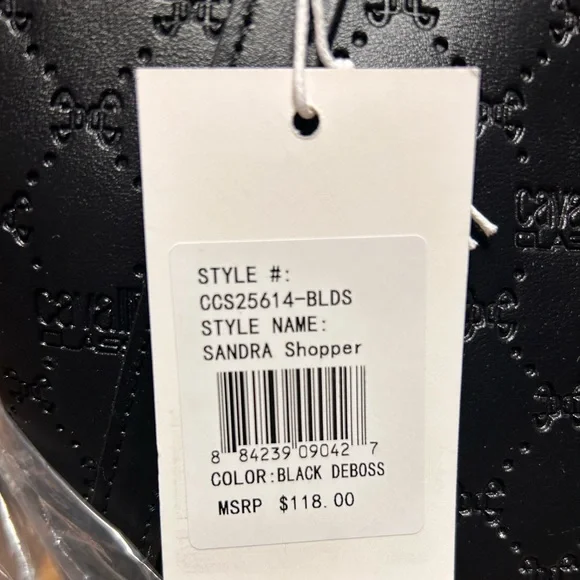 STYLE #:
CCS25614-BLDS
STYLE NAME:
SANDRA Shopper
8 84239 09042 7
COLOR:BLACK DEBOSS
MSRP $118.00